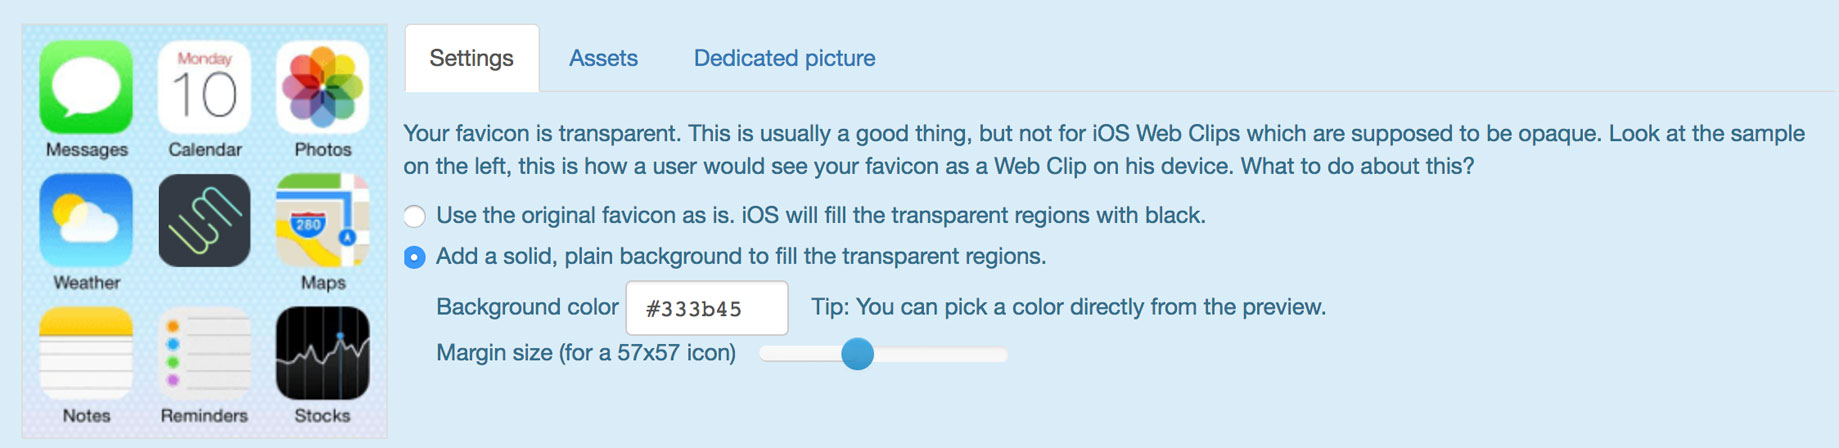 Monday
10
Messages
Calendar
Photos
280
Weather
Maps
Notes
Reminders
Stocks
Settings
Assets
Dedicated picture
Your favicon is transparent. This is usually a good thing, but not for iOS Web Clips which are supposed to be opaque. Look at the sample
on the left, this is how a user would see your favicon as a Web Clip on his device. What to do about this?
Use the original favicon as is. iOS will fill the transparent regions with black.
Add a solid, plain background to fill the transparent regions.
Background color
#333b45
Tip: You can pick a color directly from the preview.
Margin size (for a 57x57 icon)